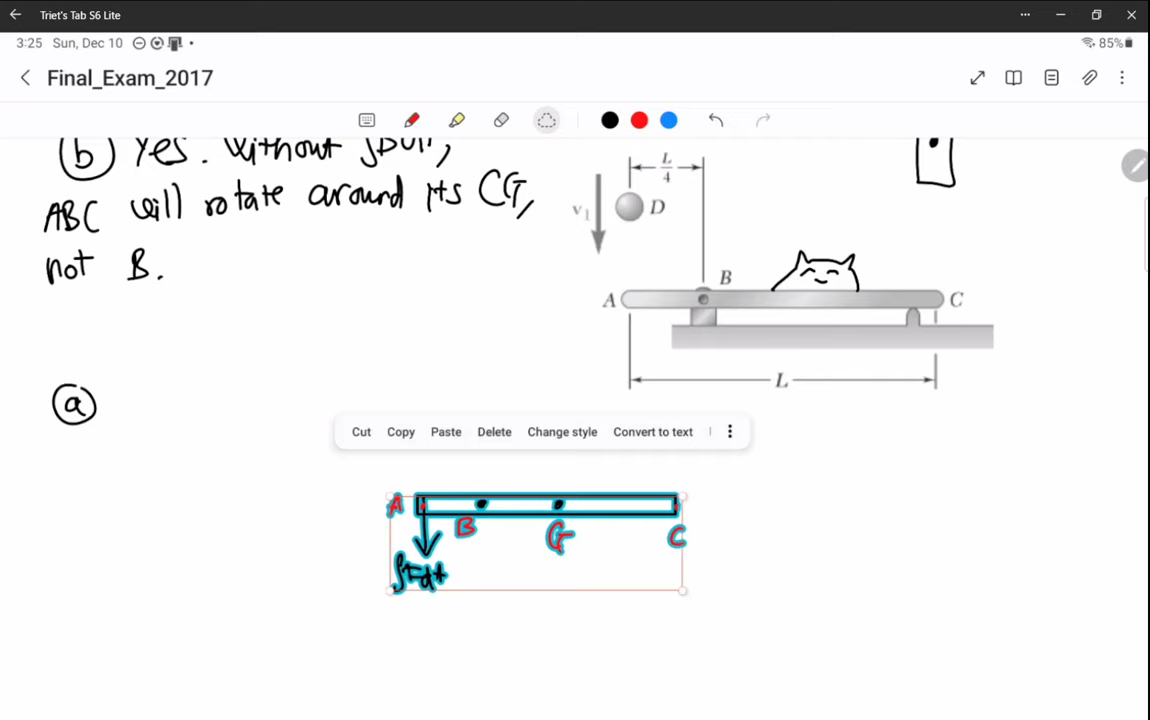 Triet's Tab S6 Lite
3:25 Sun, Dec 10
85%
Final_Exam_2017
(b) Yes. Without
ABC will rotate around its CG,
not B.
L/4
v1
D
B
A
C
L
(a)
Cut Copy Paste Delete Change style Convert to text
A
B
G
C
∫Fdt